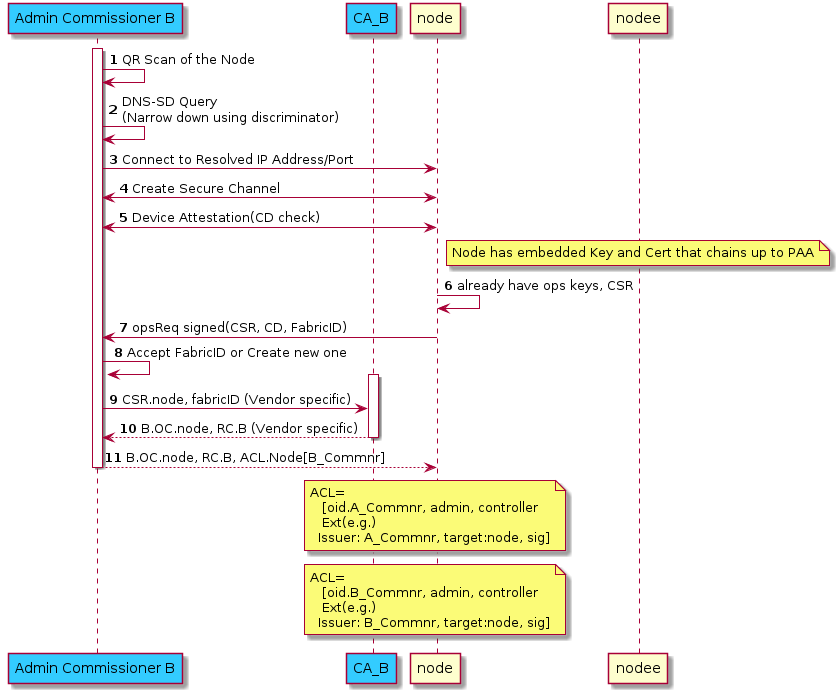 Admin Commissioner B
CA_B
node
nodee
1 QR Scan of the Node
2 DNS-SD Query
(Narrow down using discriminator)
3 Connect to Resolved IP Address/Port
4 Create Secure Channel
5 Device Attestation(CD check)
Node has embedded Key and Cert that chains up to PAA
6 already have ops keys, CSR
7 opsReq signed(CSR, CD, FabricID)
8 Accept FabricID or Create new one
9 CSR.node, fabricID (Vendor specific)
10 B.OC.node, RC.B (Vendor specific)
11 B.OC.node, RC.B, ACL.Node[B_Commnr]
ACL=
[oid.A_Commnr, admin, controller
Ext(e.g.)
Issuer: A_Commnr, target:node, sig]
ACL=
[oid.B_Commnr, admin, controller
Ext(e.g.)
Issuer: B_Commnr, target:node, sig]
Admin Commissioner B
CA_B
node
nodee